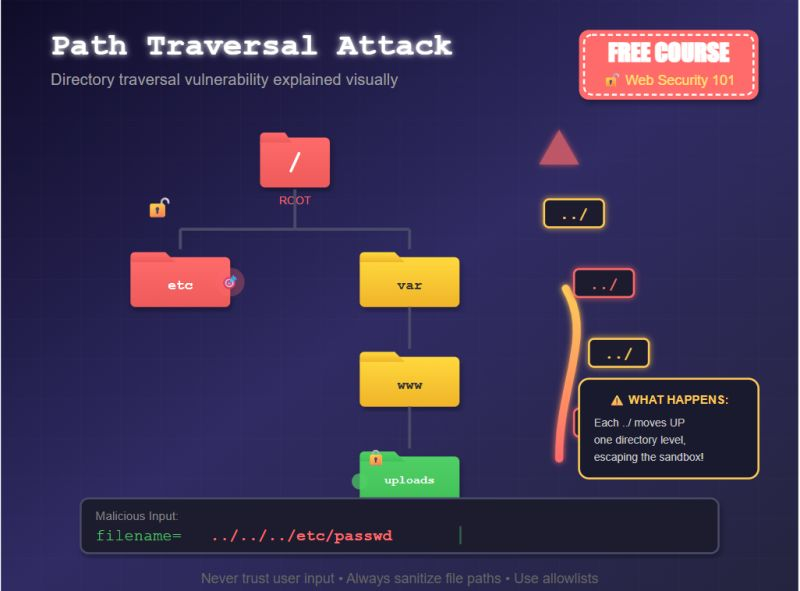 Path Traversal Attack
Directory traversal vulnerability explained visually
FREE COURSE
🔓 Web Security 101
/
ROOT
../
etc
var
../
../
www
⚠ WHAT HAPPENS:
Each ../ moves UP
one directory level,
escaping the sandbox!
uploads
Malicious Input:
filename= ../../../etc/passwd
Never trust user input • Always sanitize file paths • Use allowlists